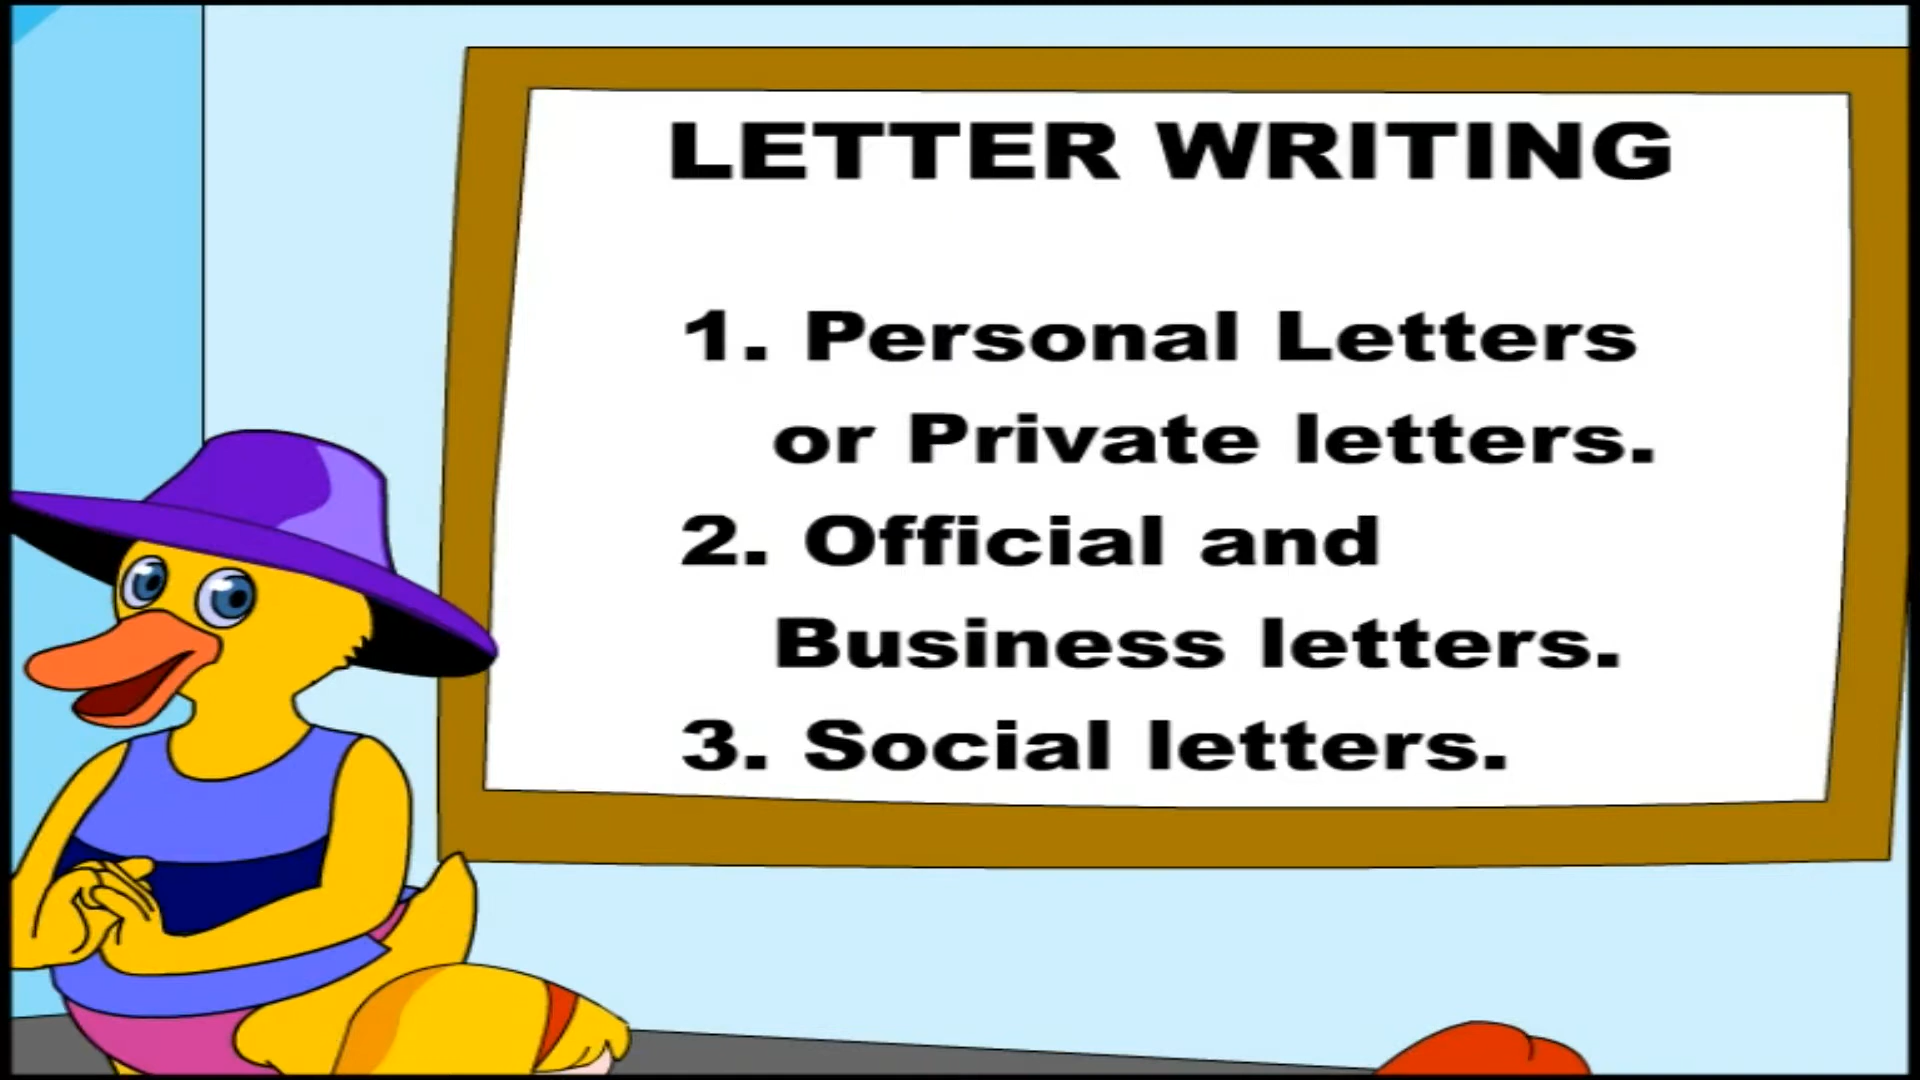 LETTER WRITING
1. Personal Letters
or Private letters.
2. Official and
Business letters.
3. Social letters.